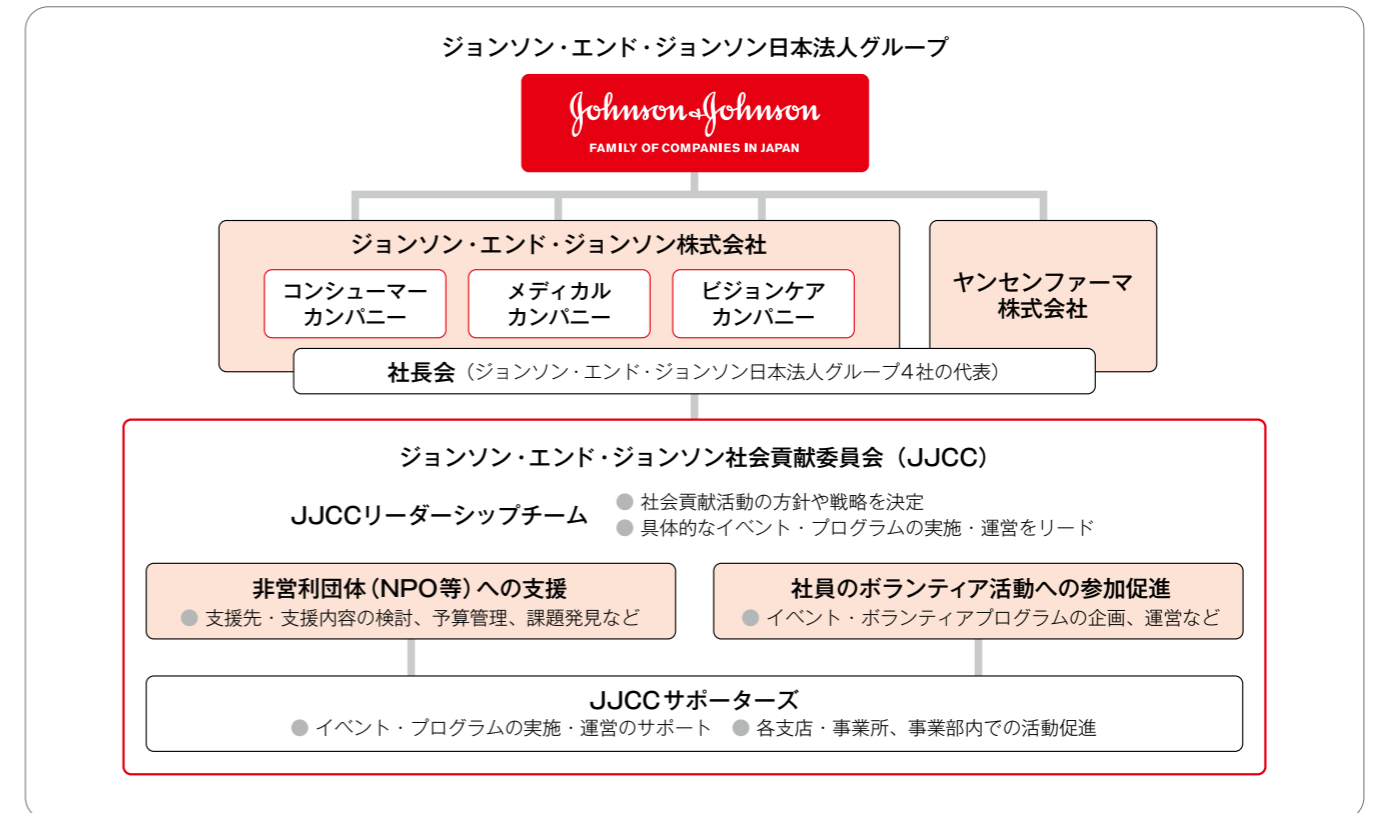 ジョンソン・エンド・ジョンソン日本法人グループ
Johnson&Johnson
FAMILY OF COMPANIES IN JAPAN
ジョンソン・エンド・ジョンソン株式会社
コンシューマー
カンパニー
メディカル
カンパニー
ビジョンケア
カンパニー
ヤンセンファーマ
株式会社
社長会（ジョンソン・エンド・ジョンソン日本法人グループ4社の代表）
ジョンソン・エンド・ジョンソン社会貢献委員会（JJCC）
JJCCリーダーシップチーム
● 社会貢献活動の方針や戦略を決定
● 具体的なイベント・プログラムの実施・運営をリード
非営利団体（NPO等）への支援
● 支援先・支援内容の検討、予算管理、課題発見など
社員のボランティア活動への参加促進
● イベント・ボランティアプログラムの企画、運営など
JJCCサポーターズ
● イベント・プログラムの実施・運営のサポート ● 各支店・事業所、事業部内での活動促進